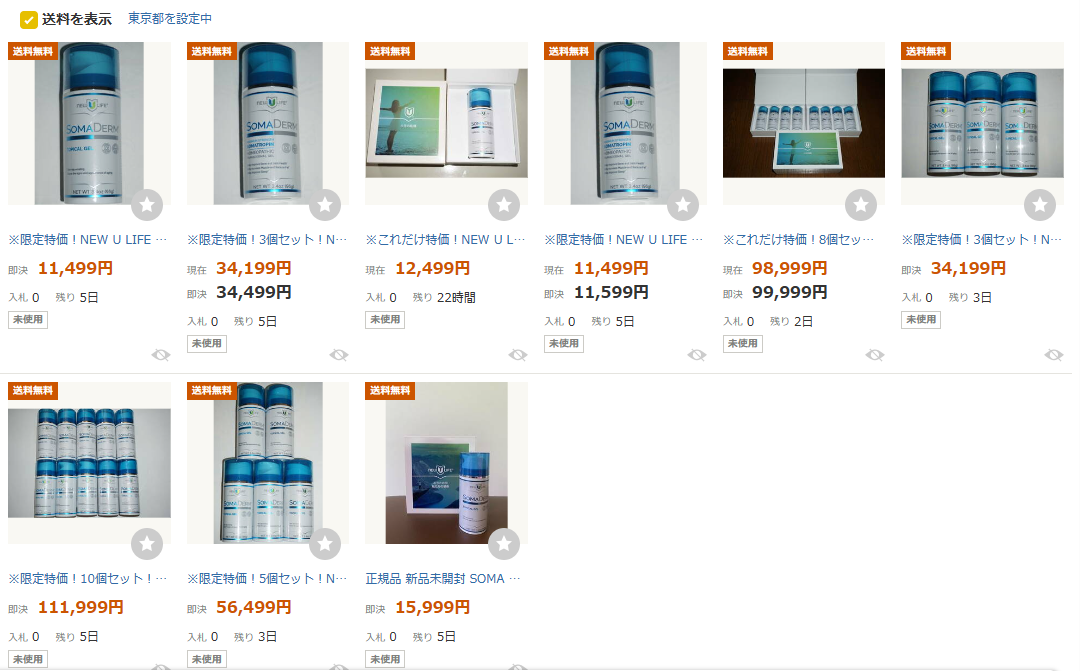 送料を表示 東京都を設定中
送料無料
送料無料
送料無料
送料無料
送料無料
送料無料
NEW U LIFE
SOMADERM
TOPICAL GEL
※限定特価！NEW U LIFE …
※限定特価！3個セット！N…
※これだけ特価！NEW U L…
※限定特価！NEW U LIFE …
※これだけ特価！8個セッ…
※限定特価！3個セット！N…
即決 11,499円
現在 34,199円
現在 12,499円
現在 11,499円
現在 98,999円
即決 34,199円
即決 34,499円
即決 11,599円
即決 99,999円
入札 0 残り 5日
入札 0 残り 5日
入札 0 残り 22時間
入札 0 残り 5日
入札 0 残り 2日
入札 0 残り 3日
未使用
未使用
未使用
未使用
未使用
未使用
送料無料
送料無料
送料無料
※限定特価！10個セット！…
※限定特価！5個セット！N…
正規品 新品未開封 SOMA …
即決 111,999円
即決 56,499円
即決 15,999円
入札 0 残り 5日
入札 0 残り 3日
入札 0 残り 5日
未使用
未使用
未使用